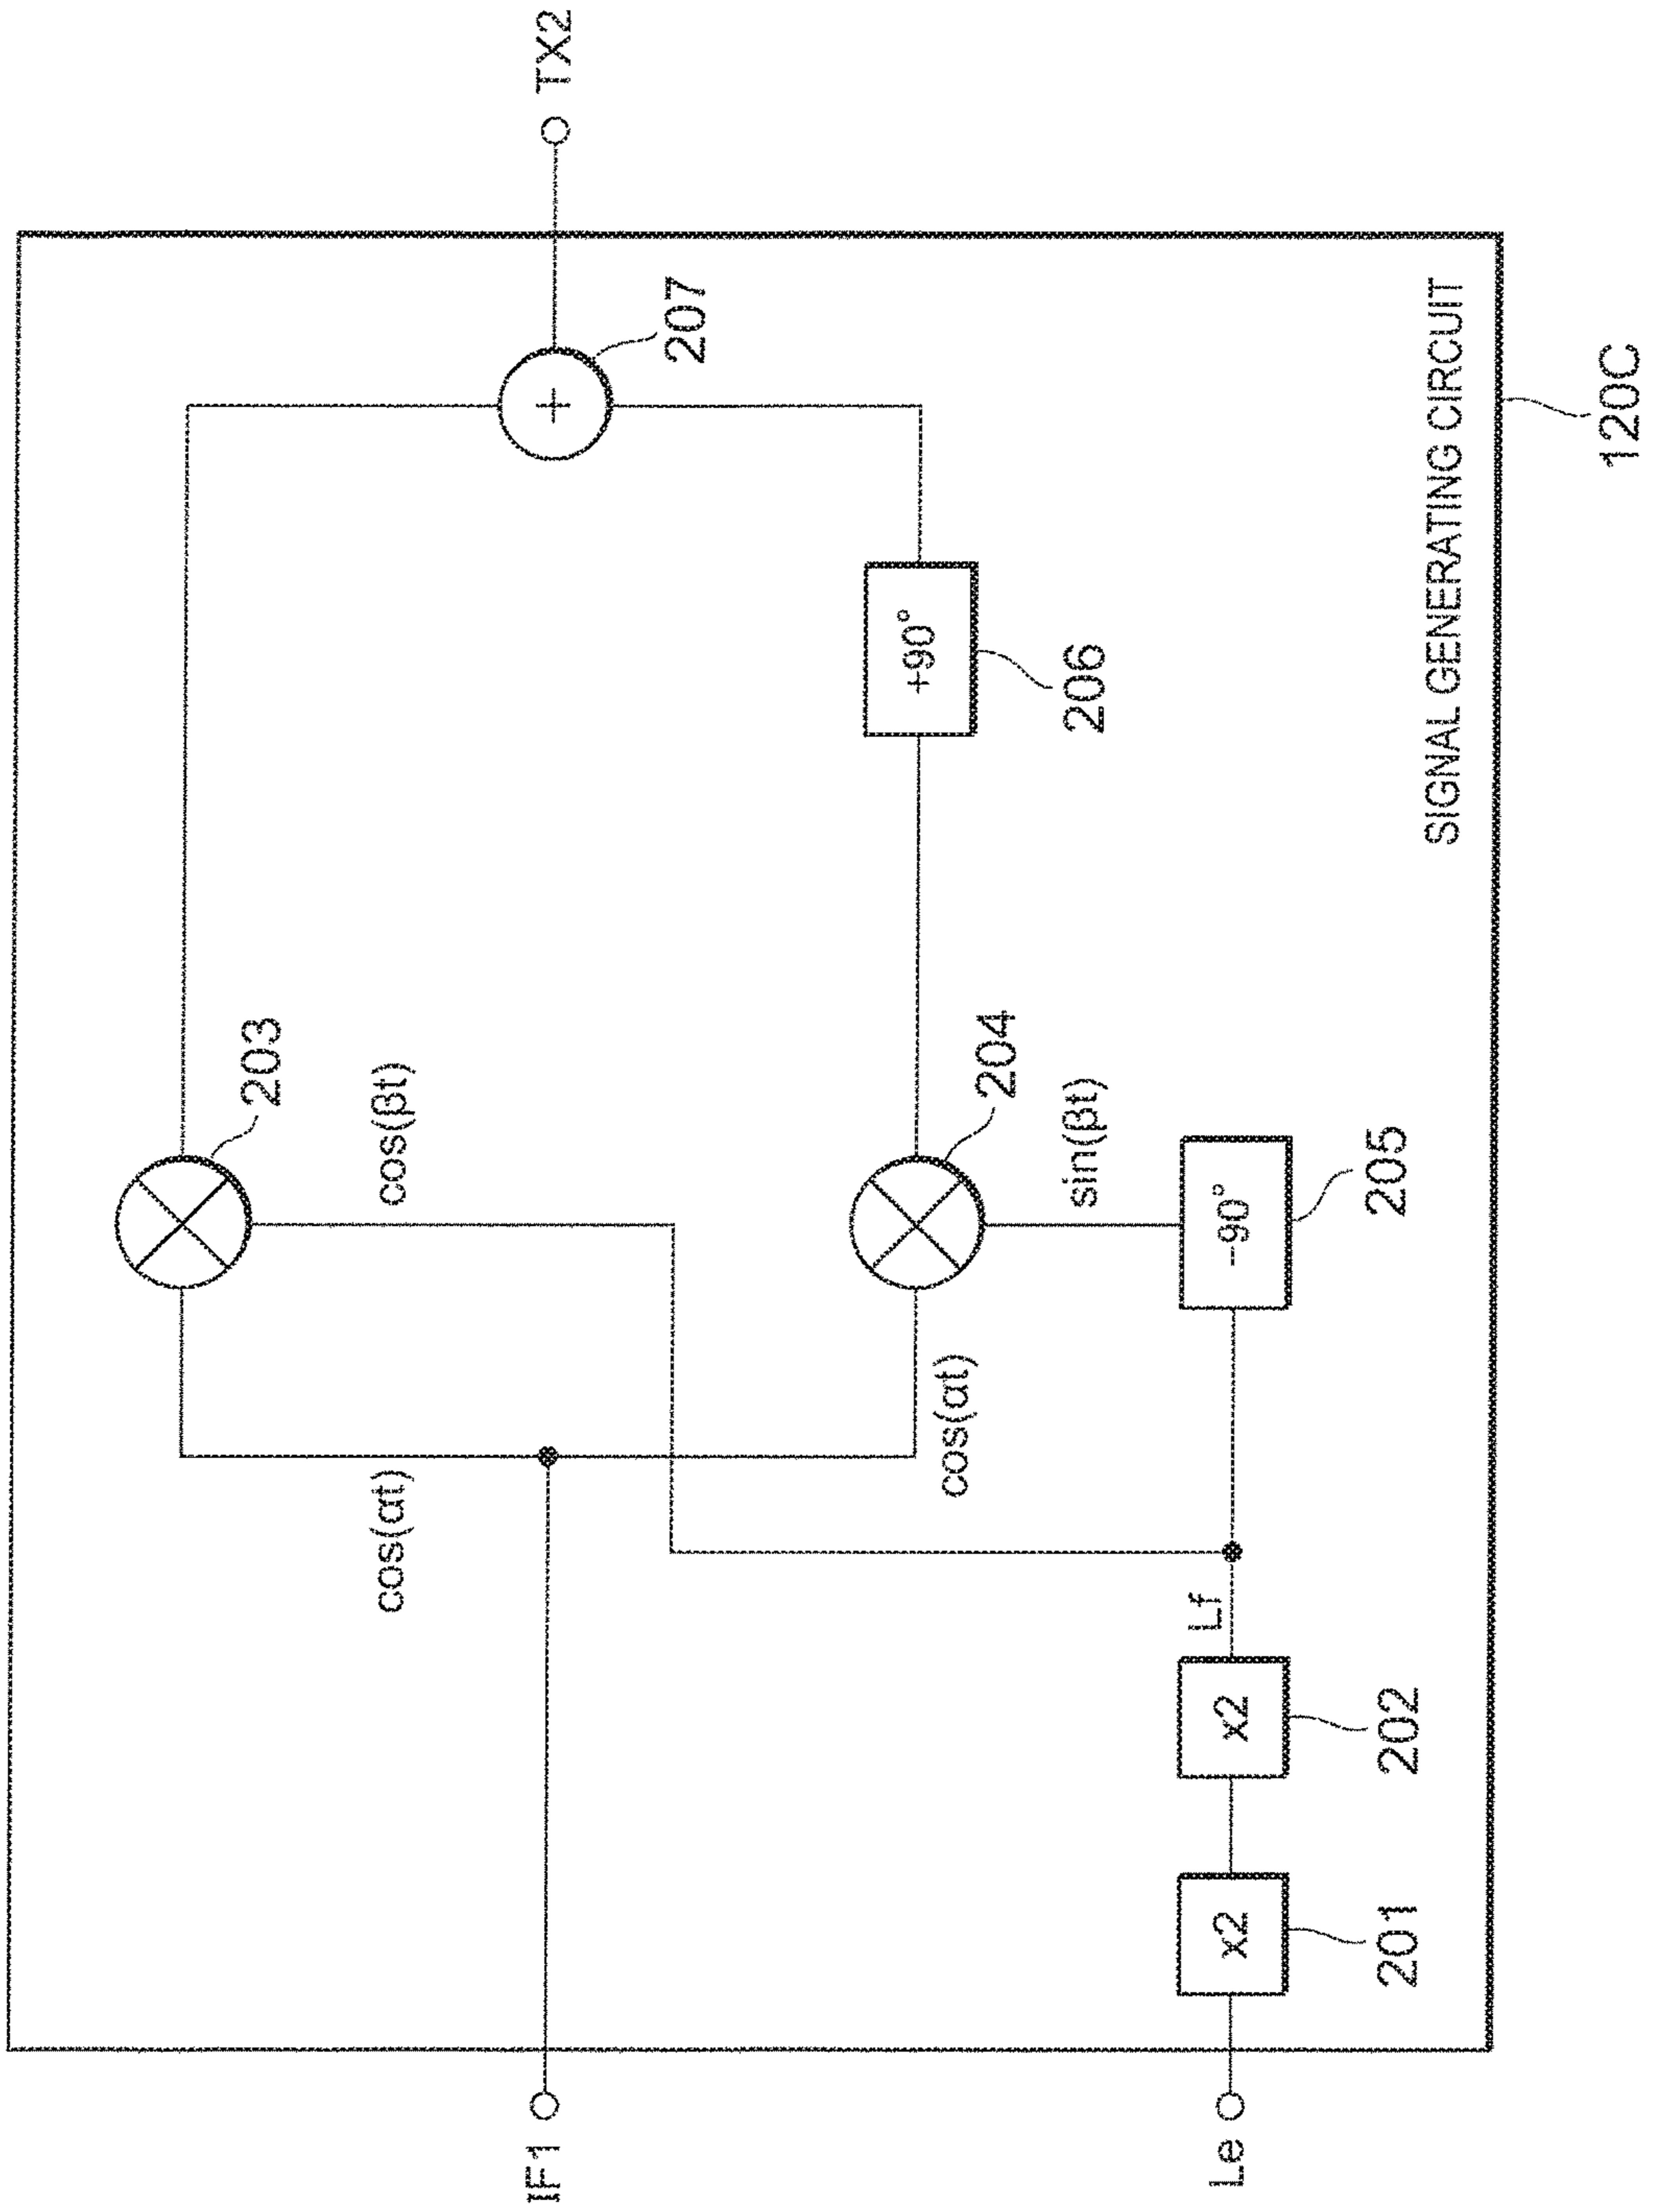 203
cos(αt)
cos(βt)
IF1
+
TX2
207
204
cos(αt)
+90°
206
sin(βt)
Le
x2
x2
Lf
−90°
201
202
205
SIGNAL GENERATING CIRCUIT
120C